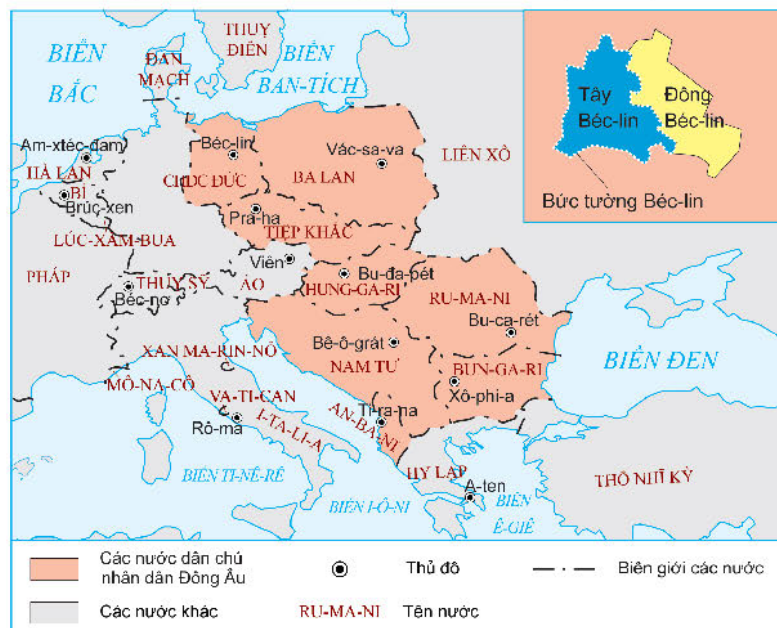 THUỴ
ĐIỂN
BIỂN
BẮC
ĐAN
MẠCH
BIỂN
BAN-TÍCH
Tây
Béc-lin
Đông
Béc-lin
Bức tường Béc-lin
Am-xtéc-đam
HÀ LAN
BỈ
Brúc-xen
LÚC-XĂM-BUA
PHÁP
Béc-lin
CHDC ĐỨC
Vác-sa-va
BA LAN
LIÊN XÔ
Pra-ha
TIỆP KHẮC
Viên
THUỴ SỸ
ÁO
Béc-nơ
Bu-đa-pét
HUNG-GA-RI
RU-MA-NI
Bu-ca-rét
Bê-ô-grát
NAM TƯ
BUN-GA-RI
Xô-phi-a
BIỂN ĐEN
XAN MA-RIN-NÔ
MÔ-NA-CÔ
VA-TI-CAN
Rô-ma
I-TA-LI-A
Ti-ra-na
AN-BA-NI
HY LẠP
A-ten
THỔ NHĨ KỲ
BIỂN TI-NÊ-RÊ
BIỂN I-Ô-NI
BIỂN
Ê-GIÊ
Các nước dân chủ
nhân dân Đông Âu
Thủ đô
Biên giới các nước
Các nước khác
RU-MA-NI
Tên nước